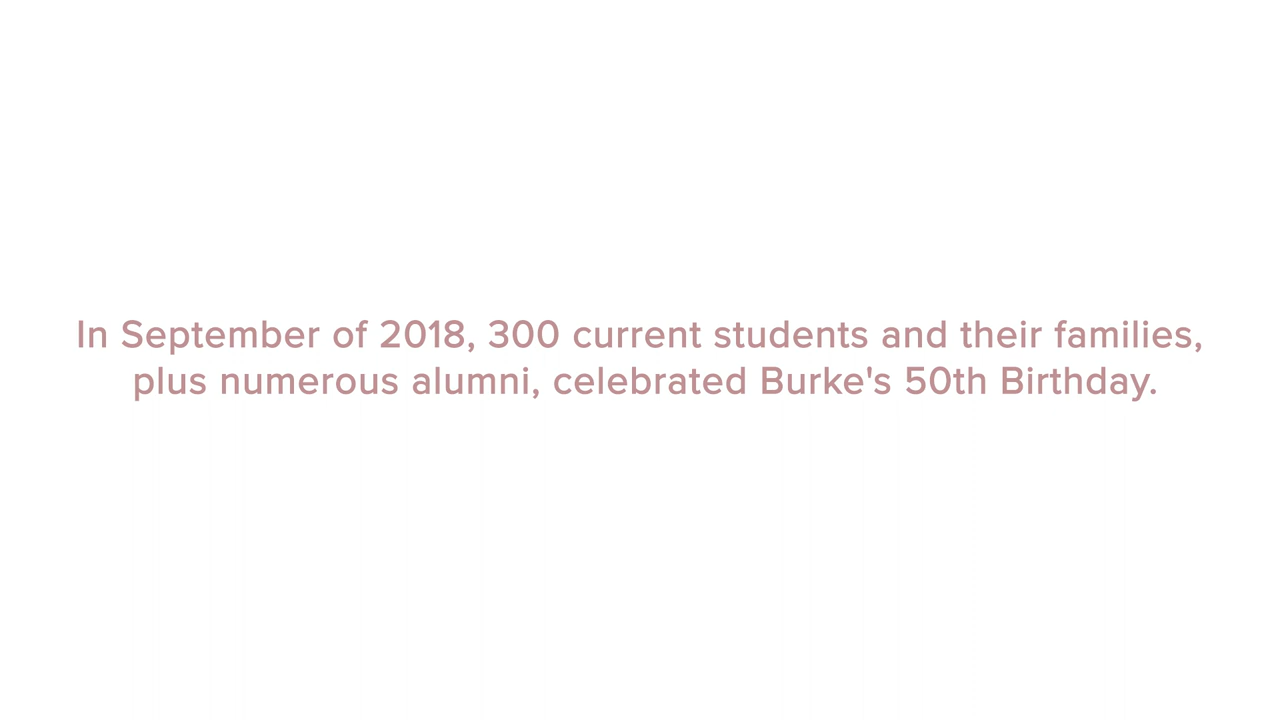 In September of 2018, 300 current students and their families,
plus numerous alumni, celebrated Burke's 50th Birthday.